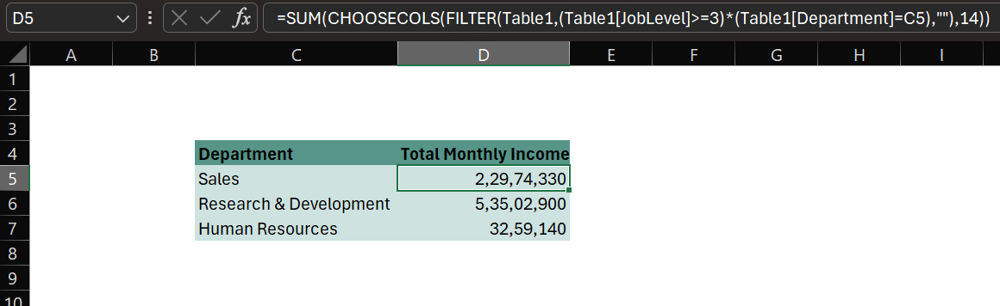 D5 fx =SUM(CHOOSECOLS(FILTER(Table1,(Table1[JobLevel]>=3)*(Table1[Department]=C5),""),14))
A B C D E F G H I
1
2
3
4 Department Total Monthly Income
5 Sales 2,29,74,330
6 Research & Development 5,35,02,900
7 Human Resources 32,59,140
8
9
10